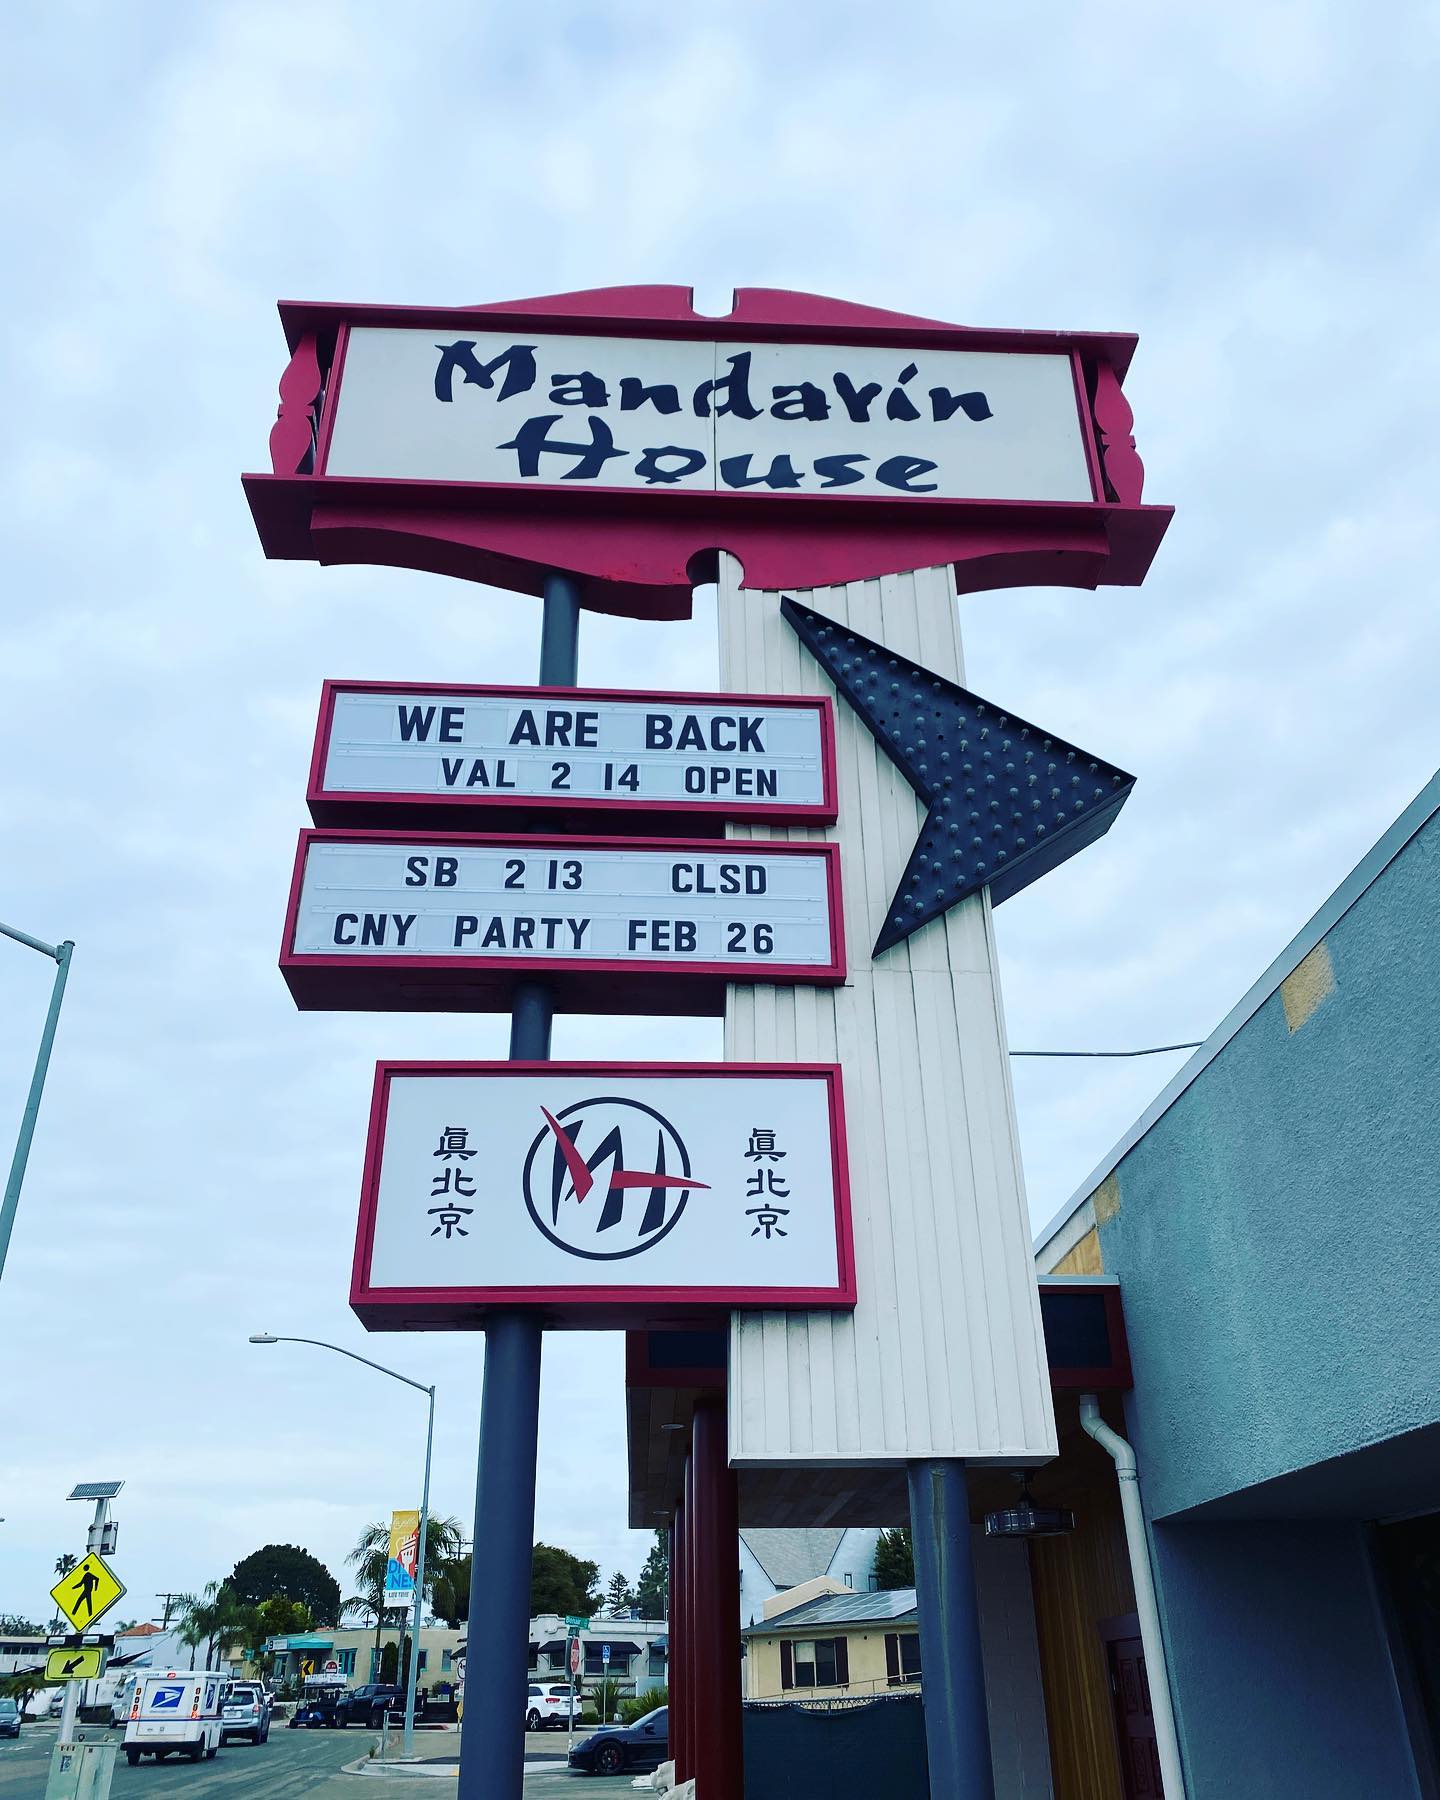 Mandarin
House
WE ARE BACK
VAL 2 14 OPEN
SB 2 13 CLSD
CNY PARTY FEB 26
眞北京
MH
眞北京